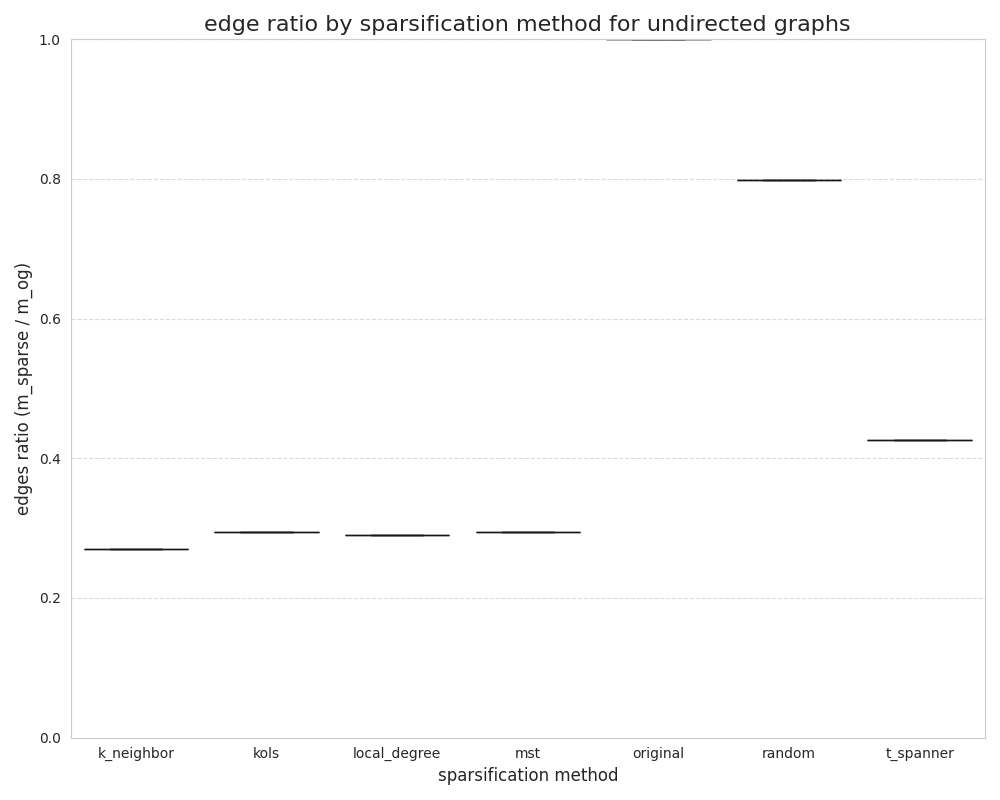 edge ratio by sparsification method for undirected graphs
edges ratio (m_sparse / m_og)
1.0
0.8
0.6
0.4
0.2
0.0
k_neighbor kols local_degree mst original random t_spanner
sparsification method